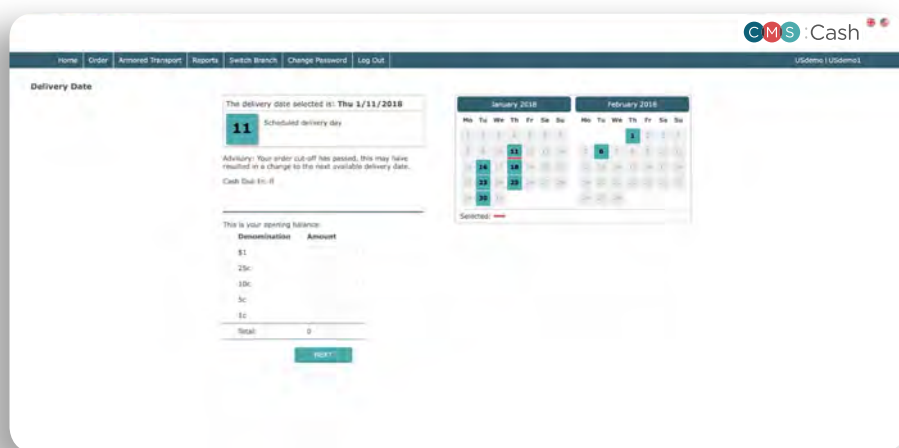 CMS:Cash
Home Order Armored Transport Reports Switch Branch Change Password Log Out USdemo | USdemo1
Delivery Date
The delivery date selected is: Thu 1/11/2018
11 Scheduled delivery day
Advisory: Your order cut-off has passed, this may have
resulted in a change to the next available delivery date.
Cash Due In: 0
This is your opening balance:
Denomination Amount
$1
25c
10c
5c
1c
Total: 0
NEXT
January 2018
Mo Tu We Th Fr Sa Su
11
16 18
23 25
30
February 2018
Mo Tu We Th Fr Sa Su
1
6
Selected: